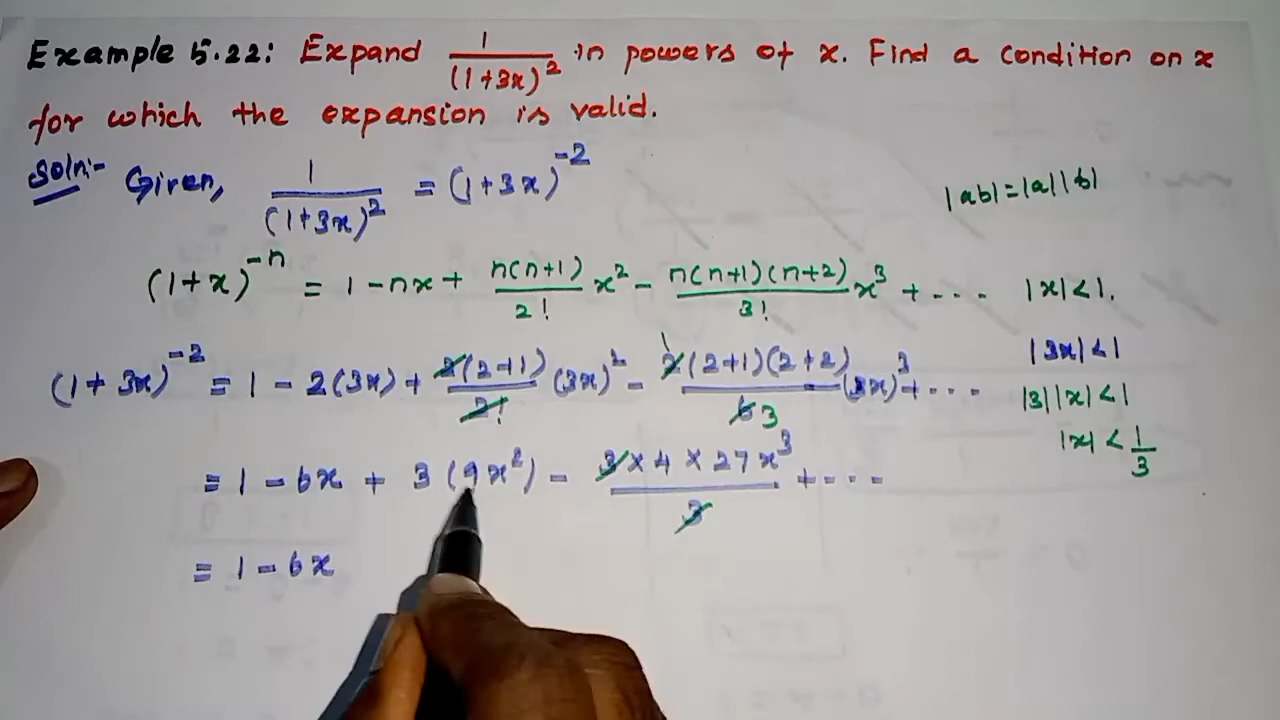 Example 5.22: Expand 1/(1+3x)² in powers of x. Find a condition on x
for which the expansion is valid.
Soln:- Given, 1/(1+3x)² = (1+3x)⁻²
|ab|=|a||b|
(1+x)⁻ⁿ = 1 - nx + n(n+1)/2! x² - n(n+1)(n+2)/3! x³ + ... |x|<1.
(1+3x)⁻² = 1 - 2(3x) + 2(2+1)/2! (3x)² - 2(2+1)(2+2)/6 (3x)³ + ... |3x|<1
1
3
|3||x|<1
|x| < 1/3
= 1 - 6x + 3(9x²) - 3×4×27x³/3 + ...
= 1 - 6x